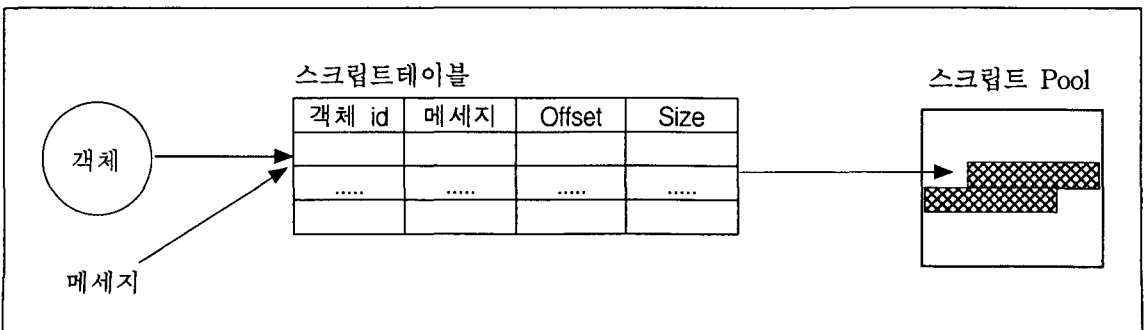 스크립트테이블
스크립트 Pool
객체 id 메세지 Offset Size
객체
..... ..... ..... .....
메세지